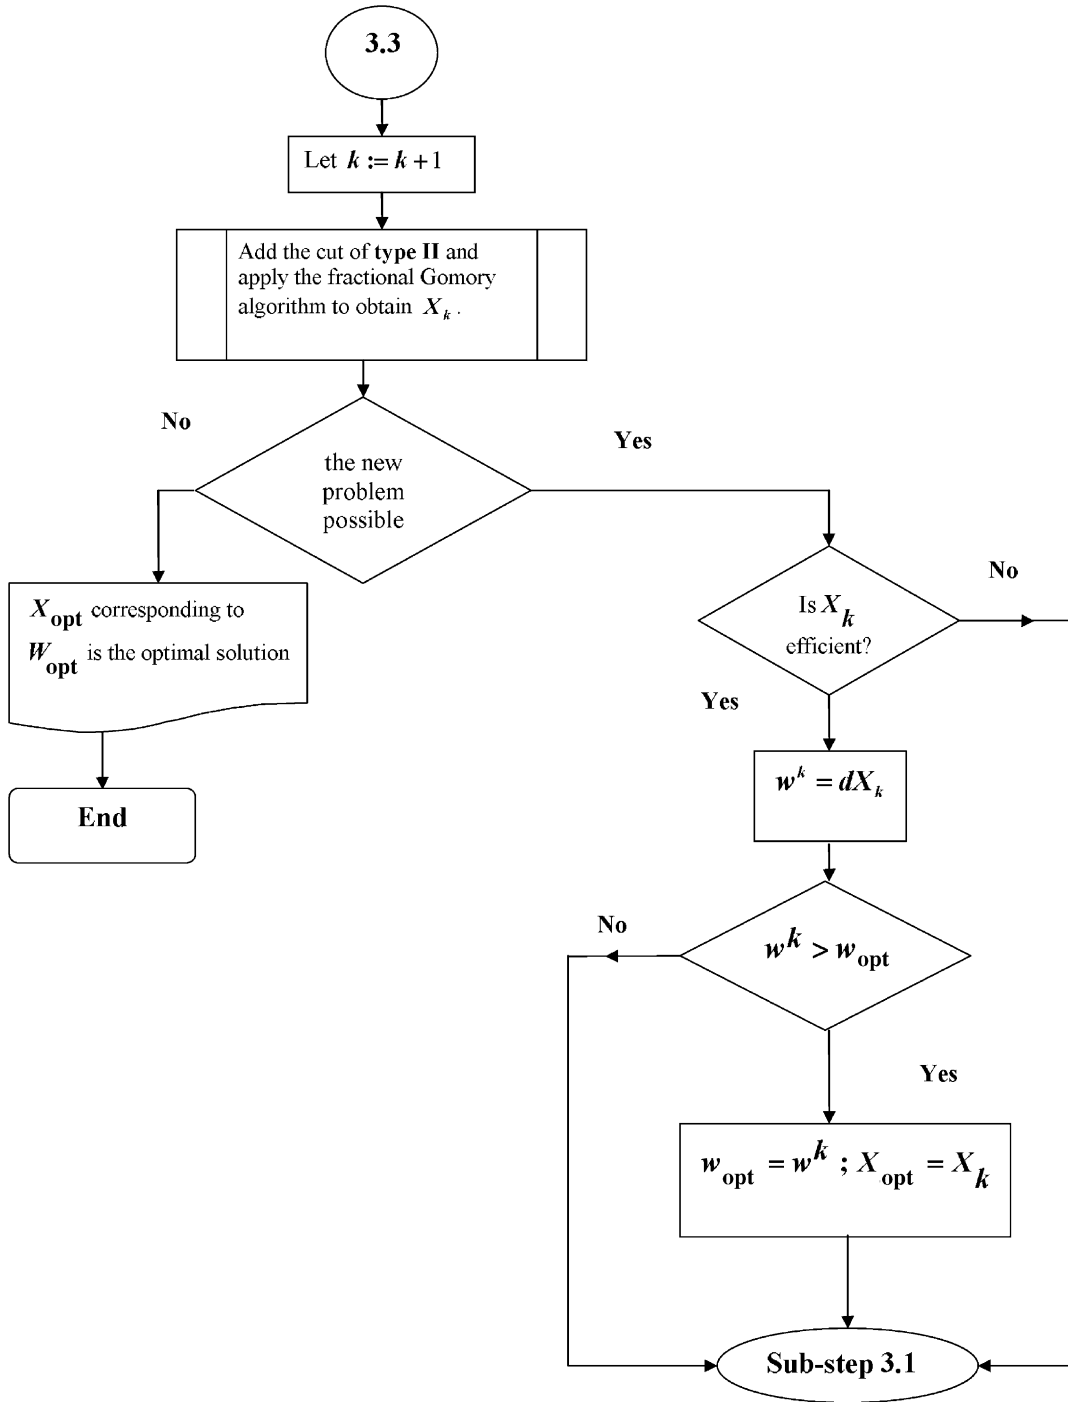 3.3
Let k := k + 1
Add the cut of type II and
apply the fractional Gomory
algorithm to obtain X_k .
No
Yes
the new
problem
possible
No
X_opt corresponding to
W_opt is the optimal solution
Is X_k
efficient?
Yes
w^k = dX_k
End
No
w^k > w_opt
Yes
w_opt = w^k ; X_opt = X_k
Sub-step 3.1